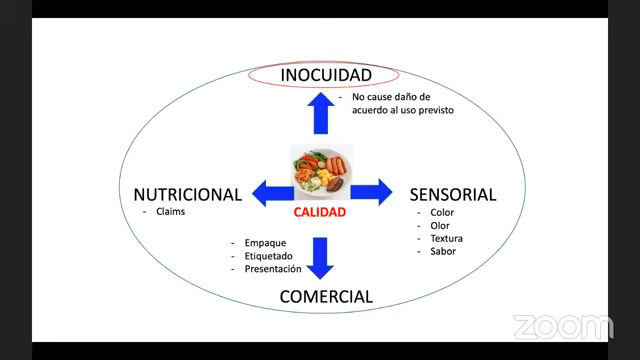 INOCUIDAD
- No cause daño de
acuerdo al uso previsto
NUTRICIONAL
- Claims
CALIDAD
SENSORIAL
- Color
- Olor
- Textura
- Sabor
- Empaque
- Etiquetado
- Presentación
COMERCIAL
zoom